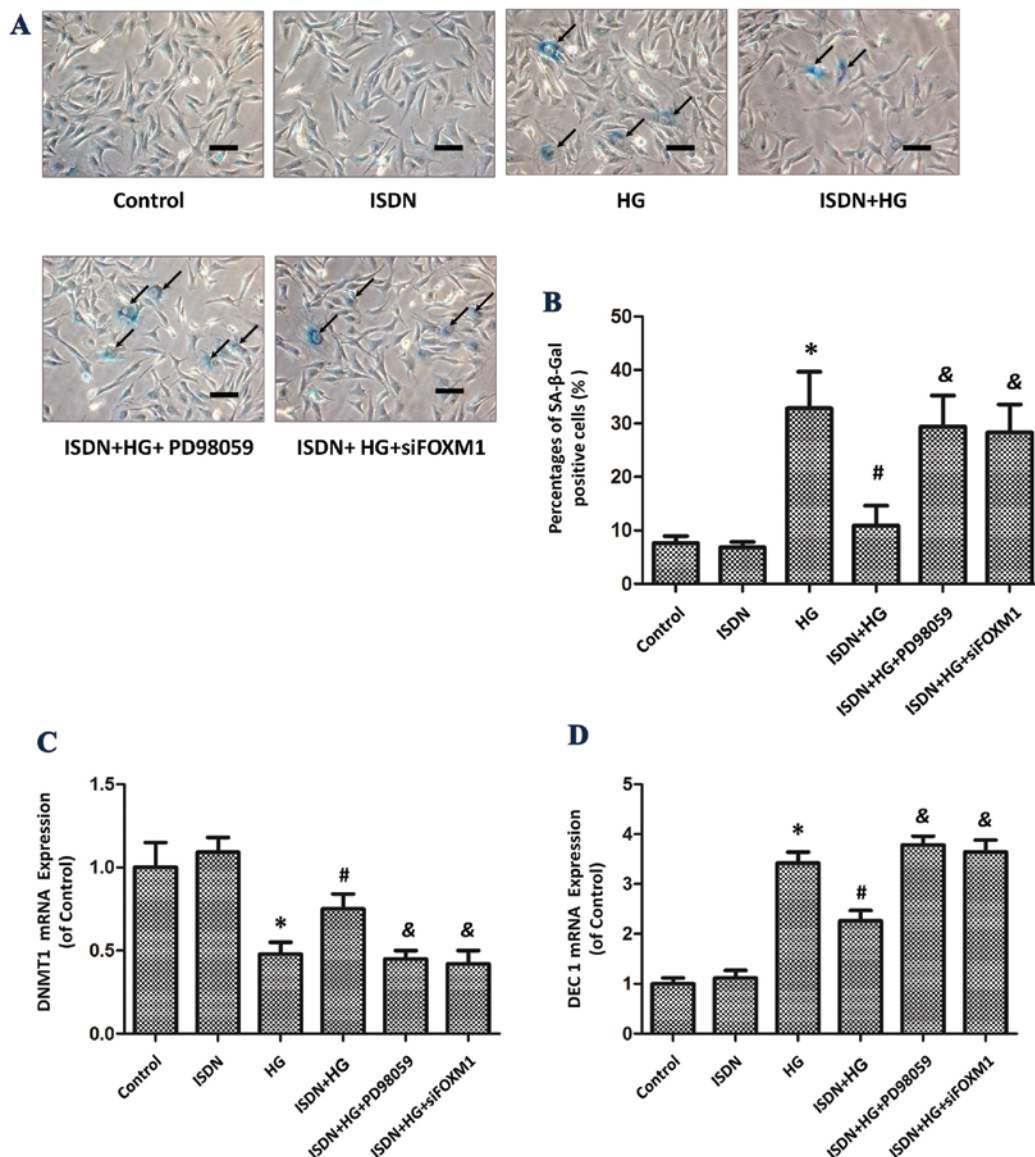 A
Control
ISDN
HG
ISDN+HG
ISDN+HG+ PD98059
ISDN+ HG+siFOXM1
B
Percentages of SA-β-Gal
positive cells (%)
50
40
30
20
10
0
*
#
&
&
Control
ISDN
HG
ISDN+HG
ISDN+HG+PD98059
ISDN+HG+siFOXM1
C
DNMT1 mRNA Expression
(of Control)
1.5
1.0
0.5
0.0
*
#
&
&
Control
ISDN
HG
ISDN+HG
ISDN+HG+PD98059
ISDN+HG+siFOXM1
D
DEC 1 mRNA Expression
(of Control)
5
4
3
2
1
0
*
#
&
&
Control
ISDN
HG
ISDN+HG
ISDN+HG+PD98059
ISDN+HG+siFOXM1